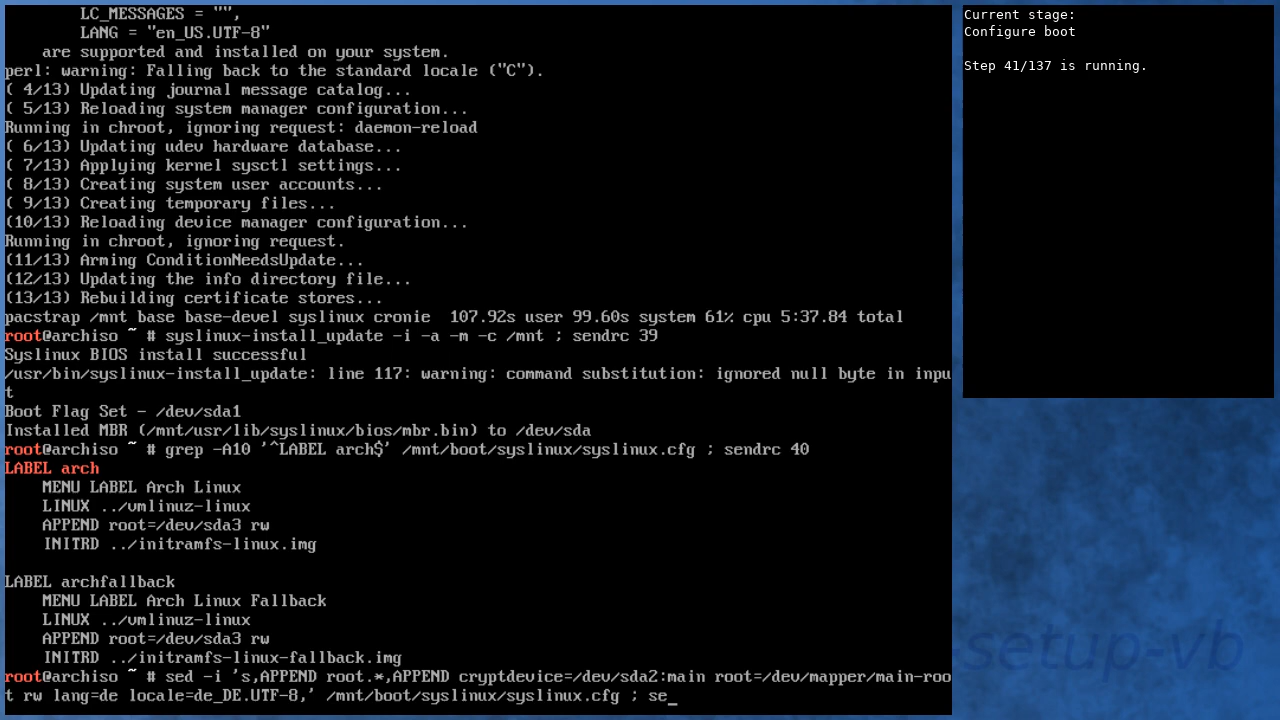 LC_MESSAGES = "",
        LANG = "en_US.UTF-8"
    are supported and installed on your system.
perl: warning: Falling back to the standard locale ("C").
( 4/13) Updating journal message catalog...
( 5/13) Reloading system manager configuration...
Running in chroot, ignoring request: daemon-reload
( 6/13) Updating udev hardware database...
( 7/13) Applying kernel sysctl settings...
( 8/13) Creating system user accounts...
( 9/13) Creating temporary files...
(10/13) Reloading device manager configuration...
Running in chroot, ignoring request.
(11/13) Arming ConditionNeedsUpdate...
(12/13) Updating the info directory file...
(13/13) Rebuilding certificate stores...
pacstrap /mnt base base-devel syslinux cronie  107.92s user 99.60s system 61% cpu 5:37.84 total
root@archiso ~ # syslinux-install_update -i -a -m -c /mnt ; sendrc 39
Syslinux BIOS install successful
/usr/bin/syslinux-install_update: line 117: warning: command substitution: ignored null byte in inpu
t
Boot Flag Set - /dev/sda1
Installed MBR (/mnt/usr/lib/syslinux/bios/mbr.bin) to /dev/sda
root@archiso ~ # grep -A10 '^LABEL arch$' /mnt/boot/syslinux/syslinux.cfg ; sendrc 40
LABEL arch
    MENU LABEL Arch Linux
    LINUX ../vmlinuz-linux
    APPEND root=/dev/sda3 rw
    INITRD ../initramfs-linux.img

LABEL archfallback
    MENU LABEL Arch Linux Fallback
    LINUX ../vmlinuz-linux
    APPEND root=/dev/sda3 rw
    INITRD ../initramfs-linux-fallback.img
root@archiso ~ # sed -i 's,APPEND root.*,APPEND cryptdevice=/dev/sda2:main root=/dev/mapper/main-roo
t rw lang=de locale=de_DE.UTF-8,' /mnt/boot/syslinux/syslinux.cfg ; se_
Current stage:
Configure boot

Step 41/137 is running.
-setup-vb